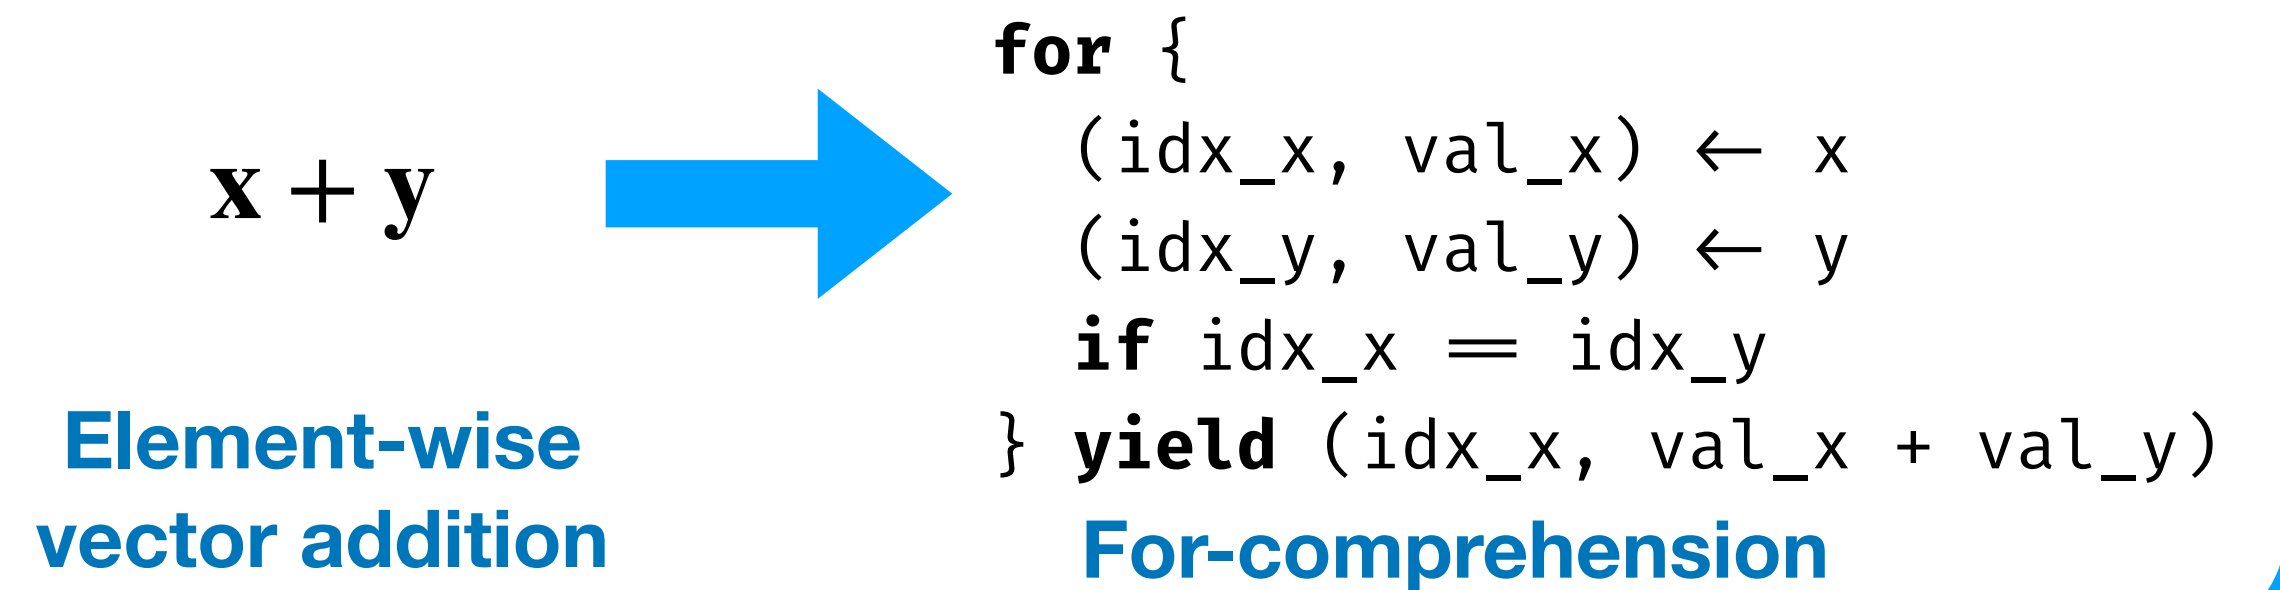 x + y
Element-wise
vector addition
for {
  (idx_x, val_x) ← x
  (idx_y, val_y) ← y
  if idx_x == idx_y
} yield (idx_x, val_x + val_y)
For-comprehension